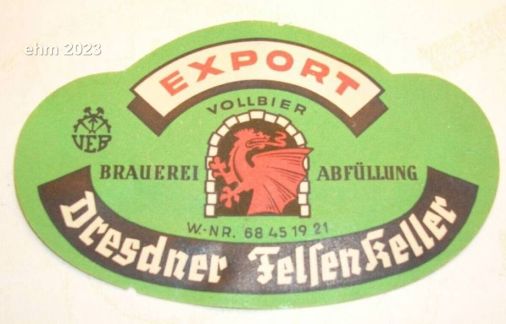 ehm 2023
EXPORT
VOLLBIER
VEB
BRAUEREI ABFÜLLUNG
W.-NR. 68 45 19 21
Dresdner Felsenkeller